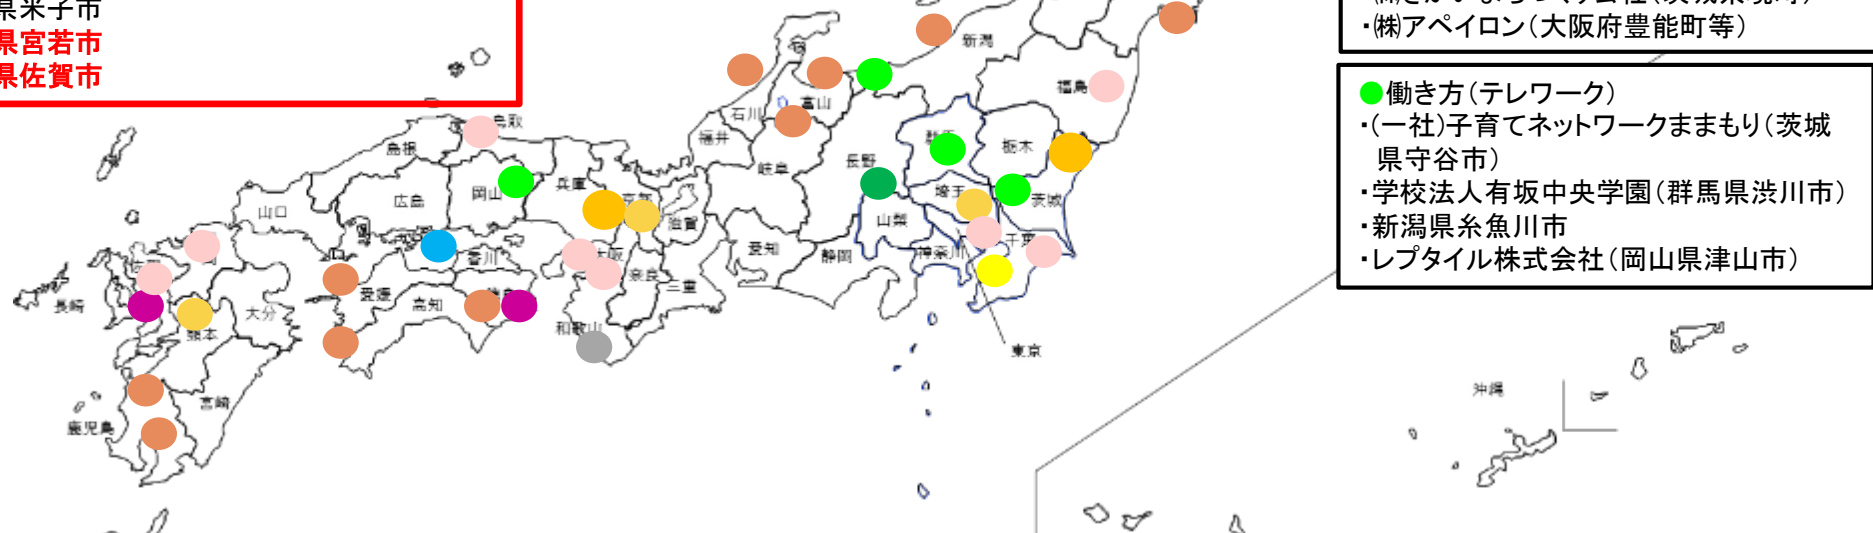 県米子市
県宮若市
県佐賀市
・㈱アペイロン(大阪府豊能町等)
●働き方(テレワーク)
・(一社)子育てネットワークままもり(茨城
県守谷市)
・学校法人有坂中央学園(群馬県渋川市)
・新潟県糸魚川市
・レプタイル株式会社(岡山県津山市)
新潟
福島
富山
石川
鳥取
福井
栃木
島根
長野
岐阜
兵庫
岡山
埼玉
茨城
広島
山口
滋賀
山梨
千葉
愛知
静岡
神奈川
香川
奈良
三重
愛媛
高知
長崎
大分
和歌山
熊本
東京
沖縄
宮崎
鹿児島